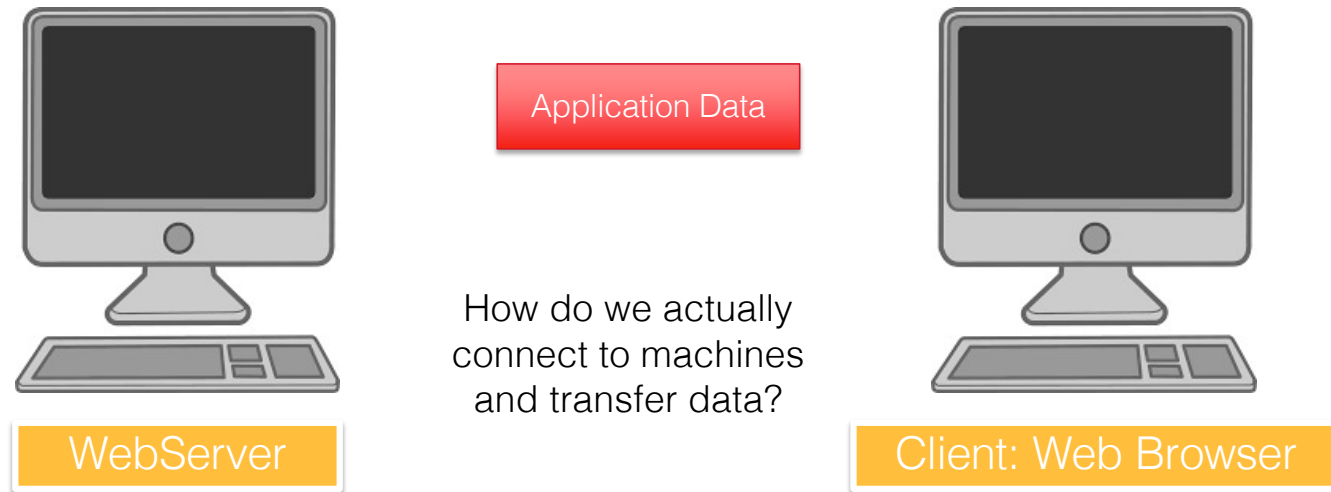 Application Data
How do we actually
connect to machines
and transfer data?
WebServer
Client: Web Browser